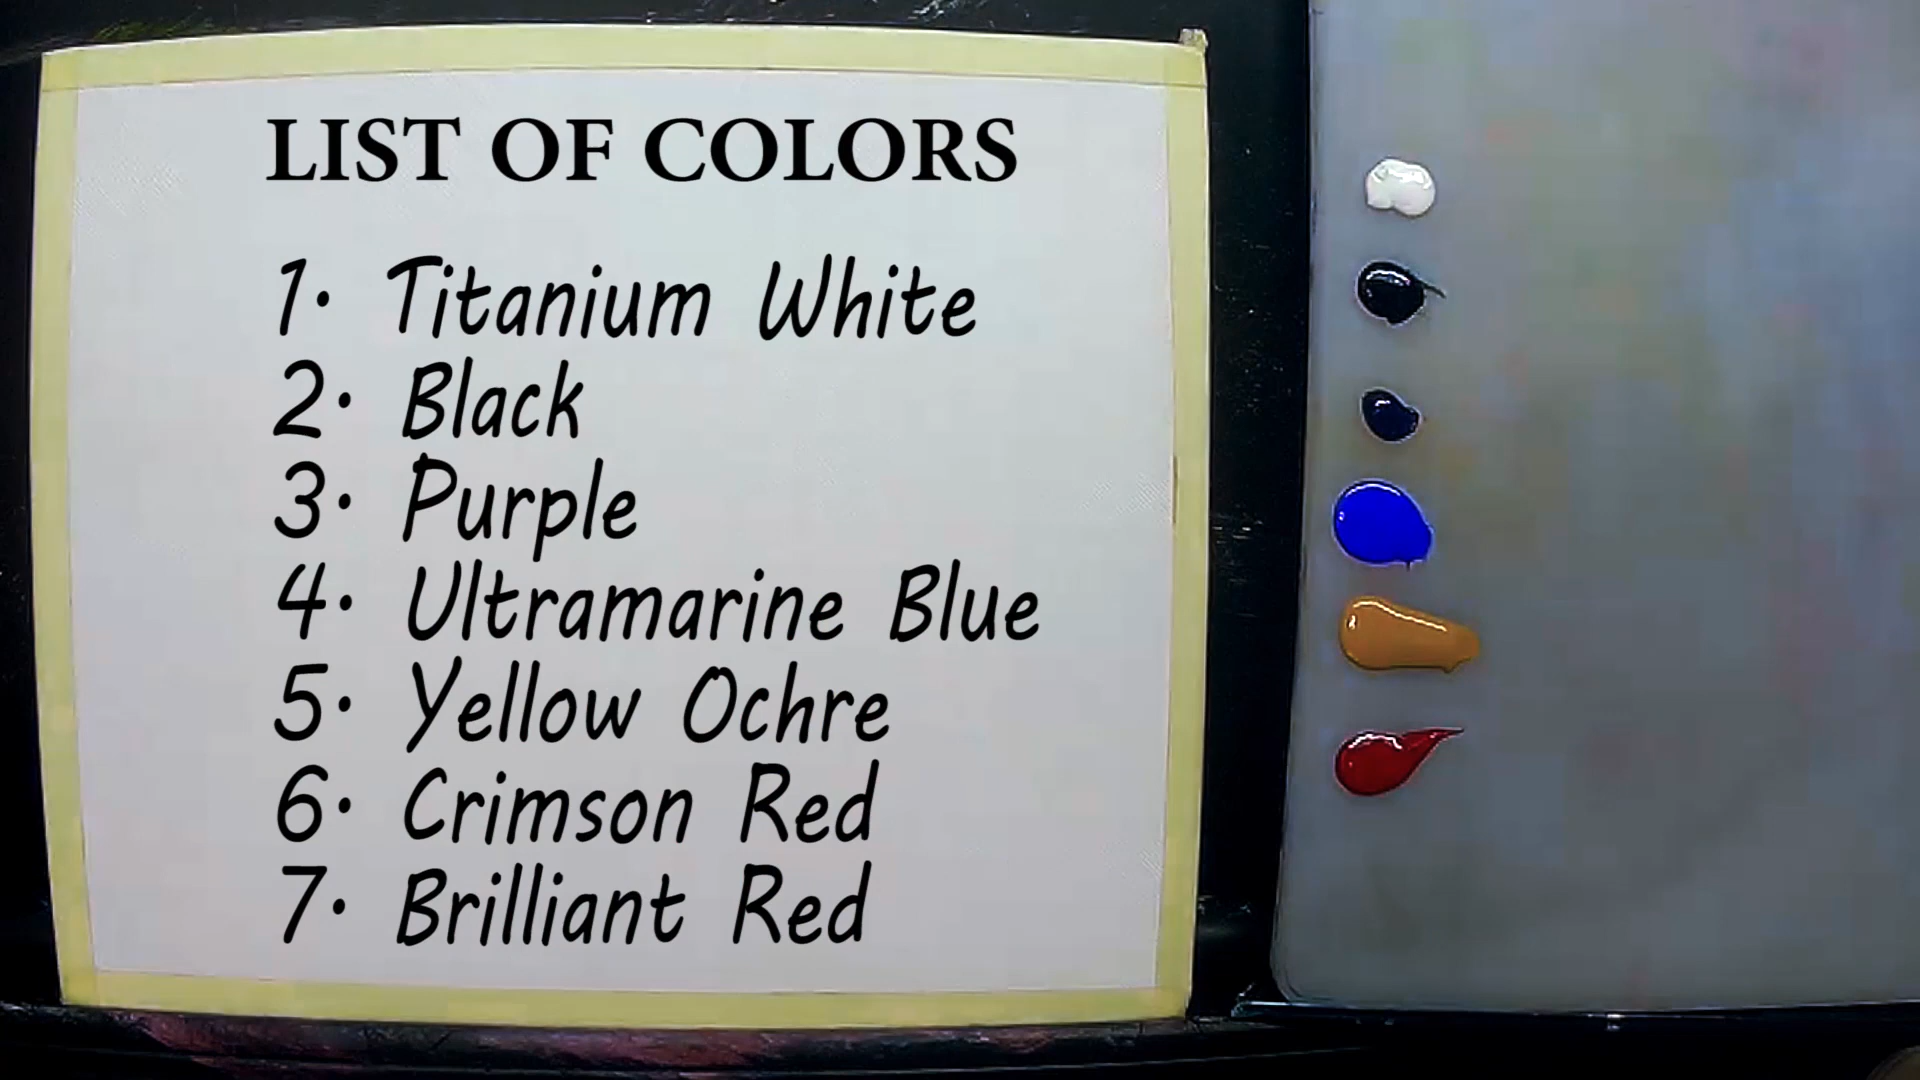 LIST OF COLORS
1. Titanium White
2. Black
3. Purple
4. Ultramarine Blue
5. Yellow Ochre
6. Crimson Red
7. Brilliant Red